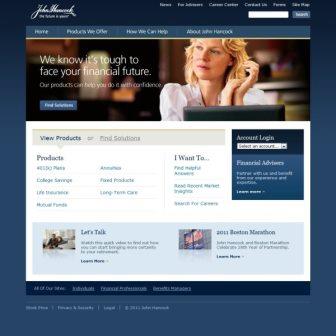 John Hancock
the future is yours
News For Advisers Career Center Contact Us Site Map
Search
Home Products We Offer How We Can Help About John Hancock
We know it's tough to
face your financial future.
Our products can help you do it with confidence.
Find Solutions
View Products or Find Solutions
Products
401(k) Plans Annuities
College Savings Fixed Products
Life Insurance Long-Term Care
Mutual Funds
I Want To...
Find Helpful
Answers
Read Recent Market
Insights
Search For Careers
Account Login
Select an account...
Financial Advisers
Partner with us and benefit
from our experience and
expertise.
Learn more
Let's Talk
Watch this quick video to find out how
you can start bringing more certainty
to your retirement.
Learn More
2011 Boston Marathon
John Hancock and Boston Marathon
Celebrate 26th Year of Partnership.
Learn More
All Of Our Sites: Individuals Financial Professionals Benefits Managers
Stock Price | Privacy & Security | Legal | © 2011 John Hancock